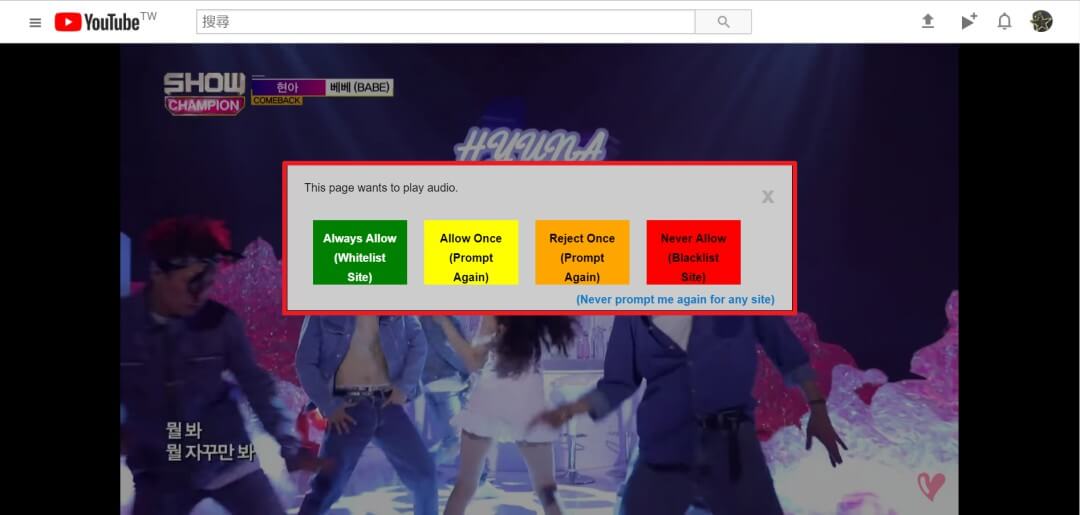 YouTube TW
搜尋
SHOW
CHAMPION
현아 베베 (BABE)
COMEBACK
HYUNA
This page wants to play audio.
X
Always Allow
(Whitelist
Site)
Allow Once
(Prompt
Again)
Reject Once
(Prompt
Again)
Never Allow
(Blacklist
Site)
(Never prompt me again for any site)
뭘 봐
뭘 자꾸만 봐